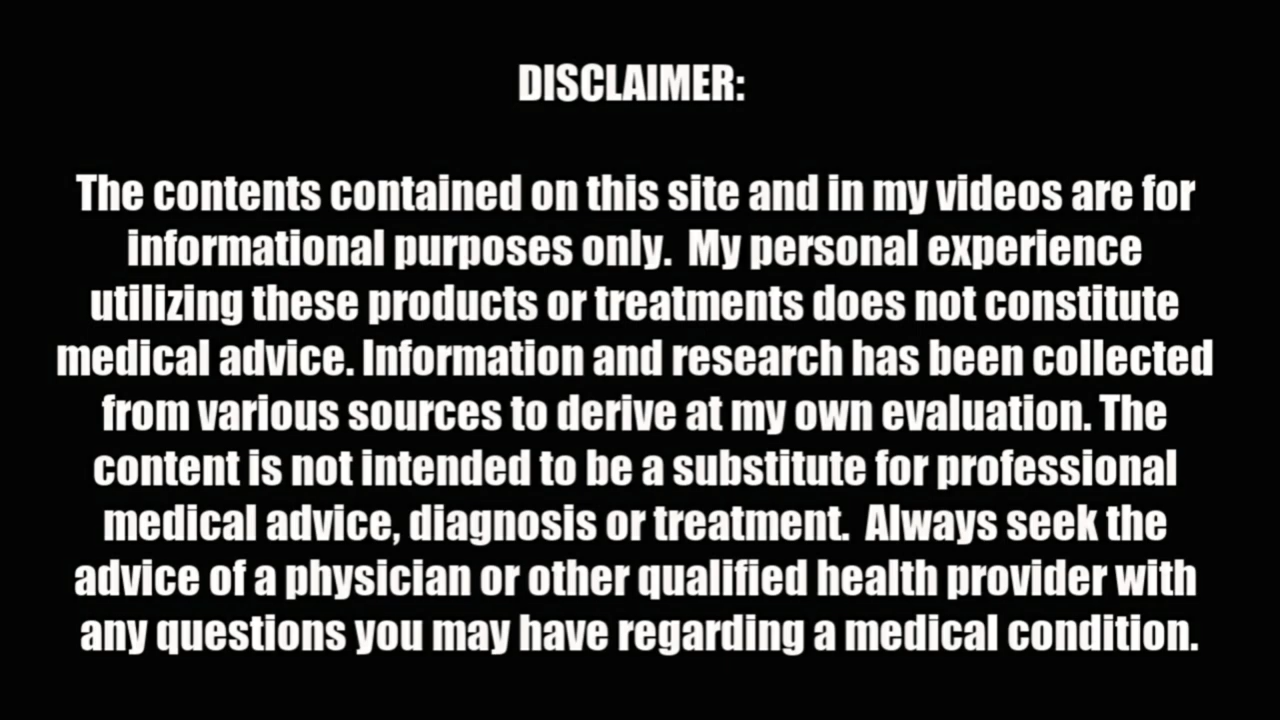 DISCLAIMER:
The contents contained on this site and in my videos are for
informational purposes only.  My personal experience
utilizing these products or treatments does not constitute
medical advice. Information and research has been collected
from various sources to derive at my own evaluation. The
content is not intended to be a substitute for professional
medical advice, diagnosis or treatment.  Always seek the
advice of a physician or other qualified health provider with
any questions you may have regarding a medical condition.